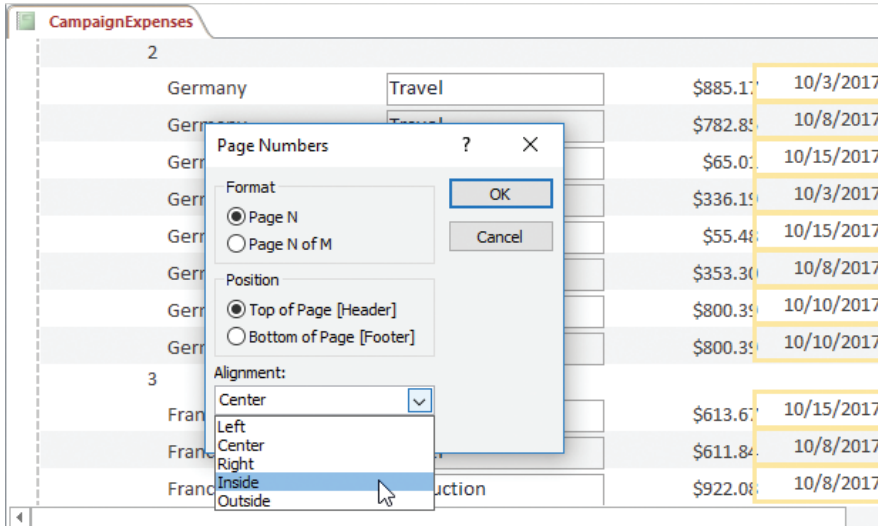 CampaignExpenses
2
Germany Travel $885.17 10/3/2017
$782.85 10/8/2017
Page Numbers ? X
$65.01 10/15/2017
Format
OK
$336.19 10/3/2017
Page N
Page N of M
Cancel
$55.48 10/15/2017
Position
$353.30 10/8/2017
Top of Page [Header]
$800.39 10/10/2017
Bottom of Page [Footer]
$800.39 10/10/2017
Alignment:
3
Center
$613.67 10/15/2017
Left
Center
$611.84 10/8/2017
Right
Inside
$922.08 10/8/2017
Outside